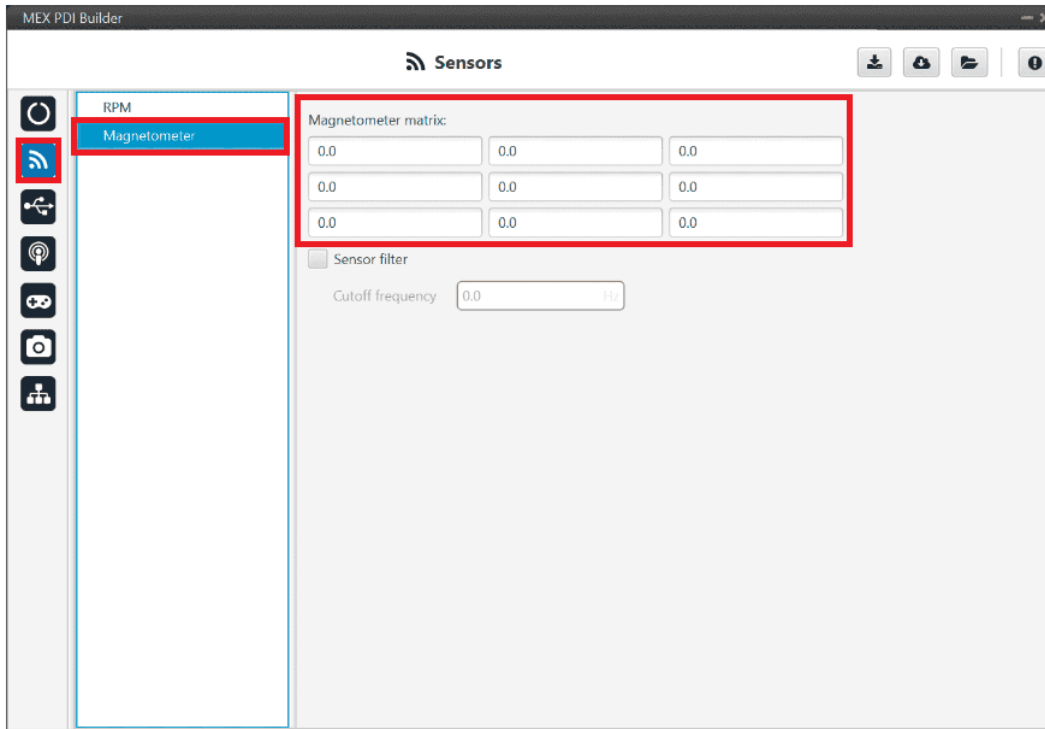 MEX PDI Builder
Sensors
RPM
Magnetometer
Magnetometer matrix:
0.0 0.0 0.0
0.0 0.0 0.0
0.0 0.0 0.0
Sensor filter
Cutoff frequency 0.0 Hz